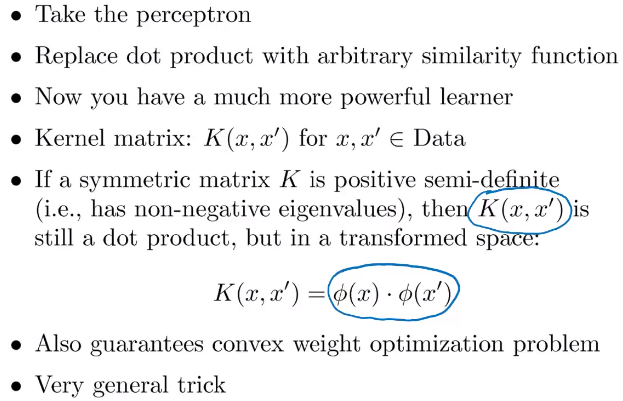 • Take the perceptron
• Replace dot product with arbitrary similarity function
• Now you have a much more powerful learner
• Kernel matrix: K(x, x′) for x, x′ ∈ Data
• If a symmetric matrix K is positive semi-definite
(i.e., has non-negative eigenvalues), then K(x, x′) is
still a dot product, but in a transformed space:
K(x, x′) = ϕ(x) · ϕ(x′)
• Also guarantees convex weight optimization problem
• Very general trick